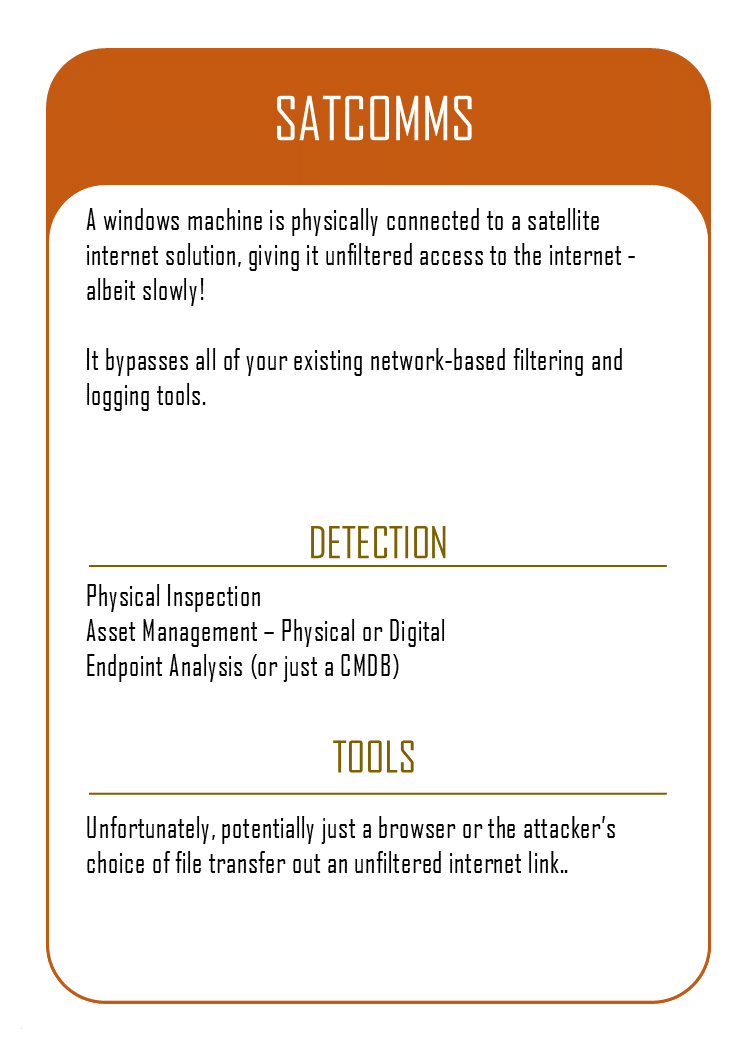 SATCOMMS
A windows machine is physically connected to a satellite
internet solution, giving it unfiltered access to the internet -
albeit slowly!
It bypasses all of your existing network-based filtering and
logging tools.
DETECTION
Physical Inspection
Asset Management – Physical or Digital
Endpoint Analysis (or just a CMDB)
TOOLS
Unfortunately, potentially just a browser or the attacker’s
choice of file transfer out an unfiltered internet link..